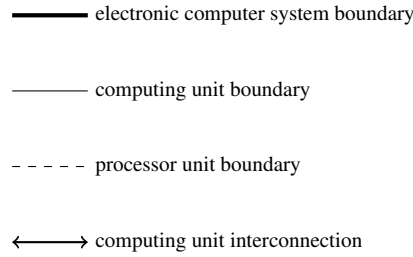 electronic computer system boundary
computing unit boundary
processor unit boundary
computing unit interconnection